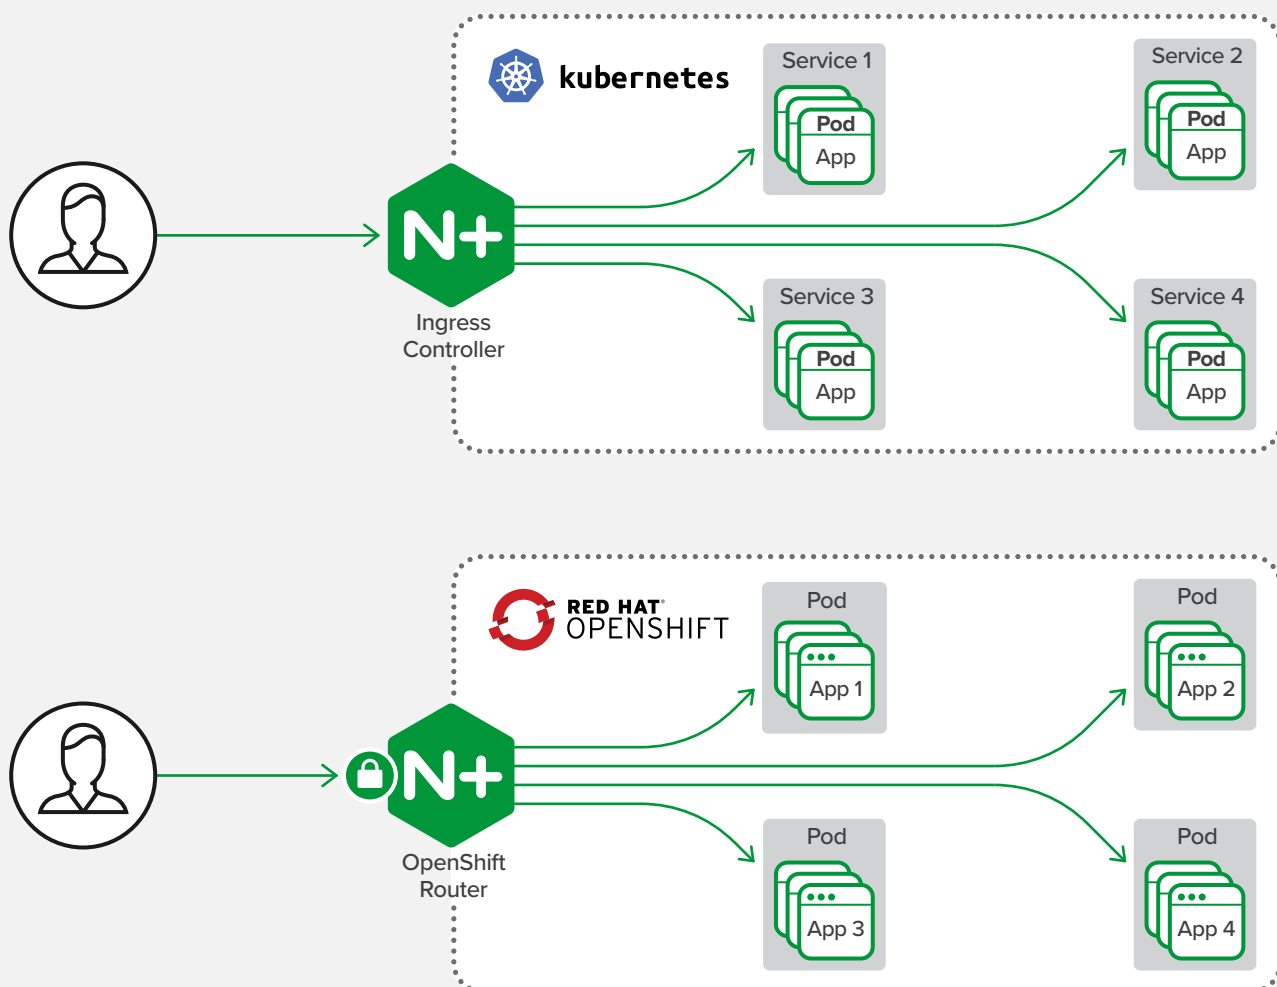 kubernetes
Service 1
Pod
App
Service 2
Pod
App
N+
Ingress
Controller
Service 3
Pod
App
Service 4
Pod
App
RED HAT®
OPENSHIFT
Pod
App 1
Pod
App 2
N+
OpenShift
Router
Pod
App 3
Pod
App 4